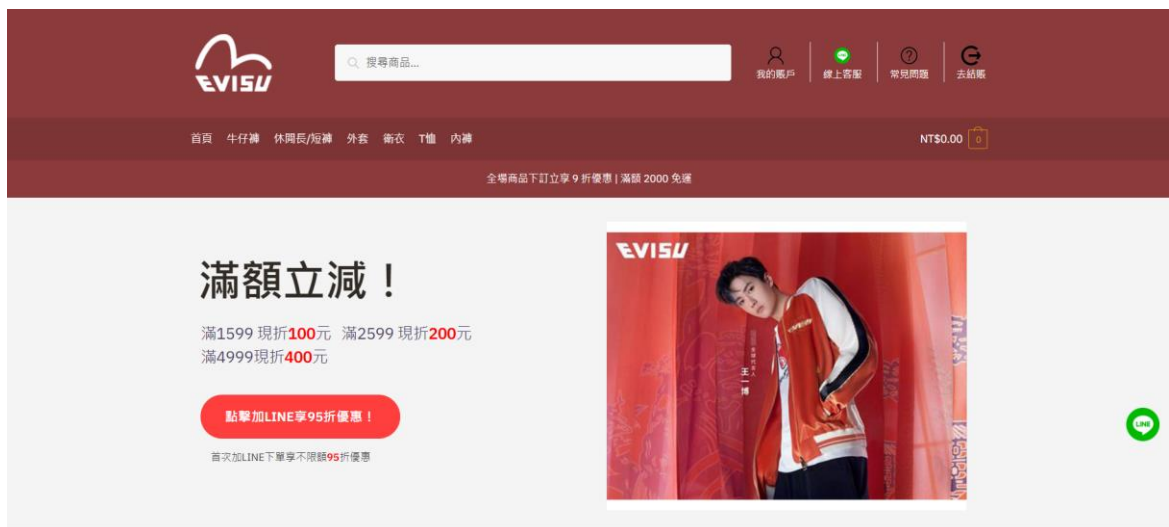 EVISU
搜尋商品...
我的賬戶
LINE
線上客服
常見問題
去結賬
首頁 牛仔褲 休閒長/短褲 外套 衛衣 T恤 內褲
NT$0.00 0
全場商品下訂立享 9 折優惠 | 滿額 2000 免運
滿額立減！
滿1599 現折100元 滿2599 現折200元
滿4999現折400元
點擊加LINE享95折優惠！
首次加LINE下單享不限額95折優惠
EVISU
王一博
LINE